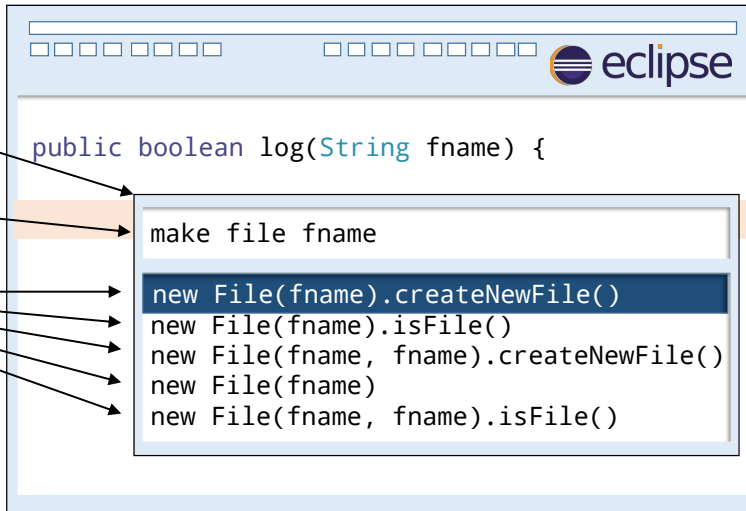 eclipse
public boolean log(String fname) {
make file fname
new File(fname).createNewFile()
new File(fname).isFile()
new File(fname, fname).createNewFile()
new File(fname)
new File(fname, fname).isFile()